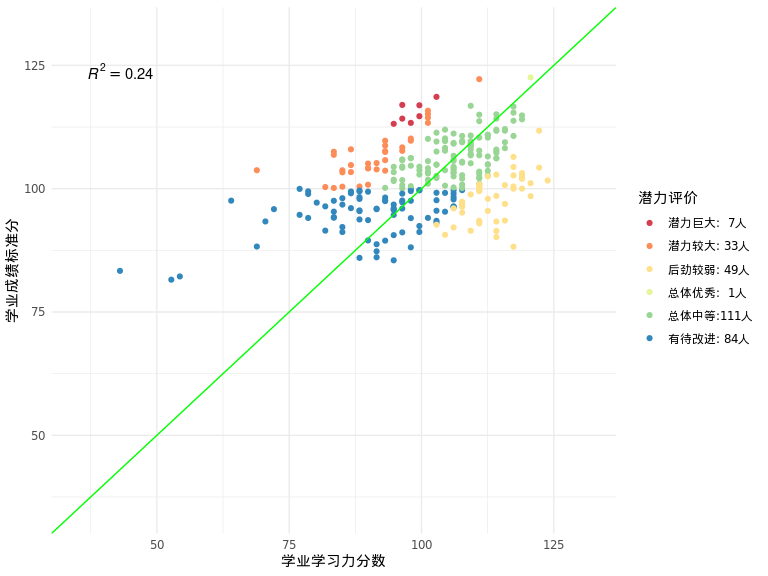 R² = 0.24
125
100
75
50
学业成绩标准分
50
75
100
125
学业学习力分数
潜力评价
潜力巨大: 7人
潜力较大: 33人
后劲较弱: 49人
总体优秀: 1人
总体中等:111人
有待改进: 84人